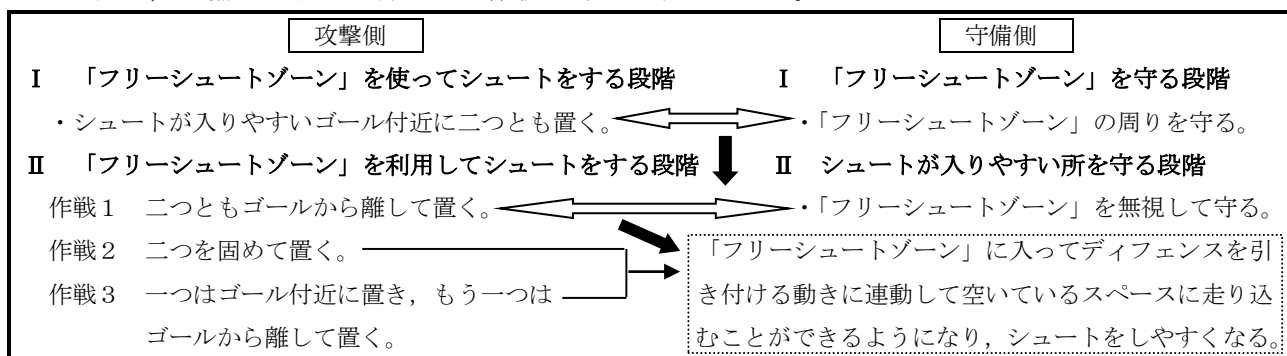 攻撃側
守備側
Ⅰ 「フリーシュートゾーン」を使ってシュートをする段階
Ⅰ 「フリーシュートゾーン」を守る段階
・シュートが入りやすいゴール付近に二つとも置く。
・「フリーシュートゾーン」の周りを守る。
Ⅱ 「フリーシュートゾーン」を利用してシュートをする段階
Ⅱ シュートが入りやすい所を守る段階
作戦1 二つともゴールから離して置く。
・「フリーシュートゾーン」を無視して守る。
作戦2 二つを固めて置く。
作戦3 一つはゴール付近に置き，もう一つは
ゴールから離して置く。
「フリーシュートゾーン」に入ってディフェンスを引
き付ける動きに連動して空いているスペースに走り込
むことができるようになり，シュートをしやすくなる。